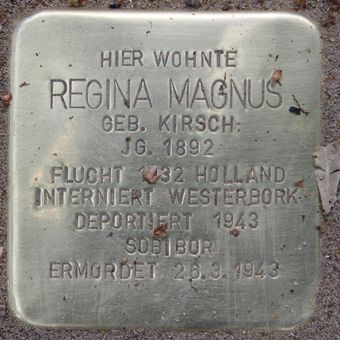 HIER WOHNTE
REGINA MAGNUS
GEB. KIRSCH
JG. 1892
FLUCHT 1932 HOLLAND
INTERNIERT WESTERBORK
DEPORTIERT 1943
SOBIBOR
ERMORDET 26.3.1943